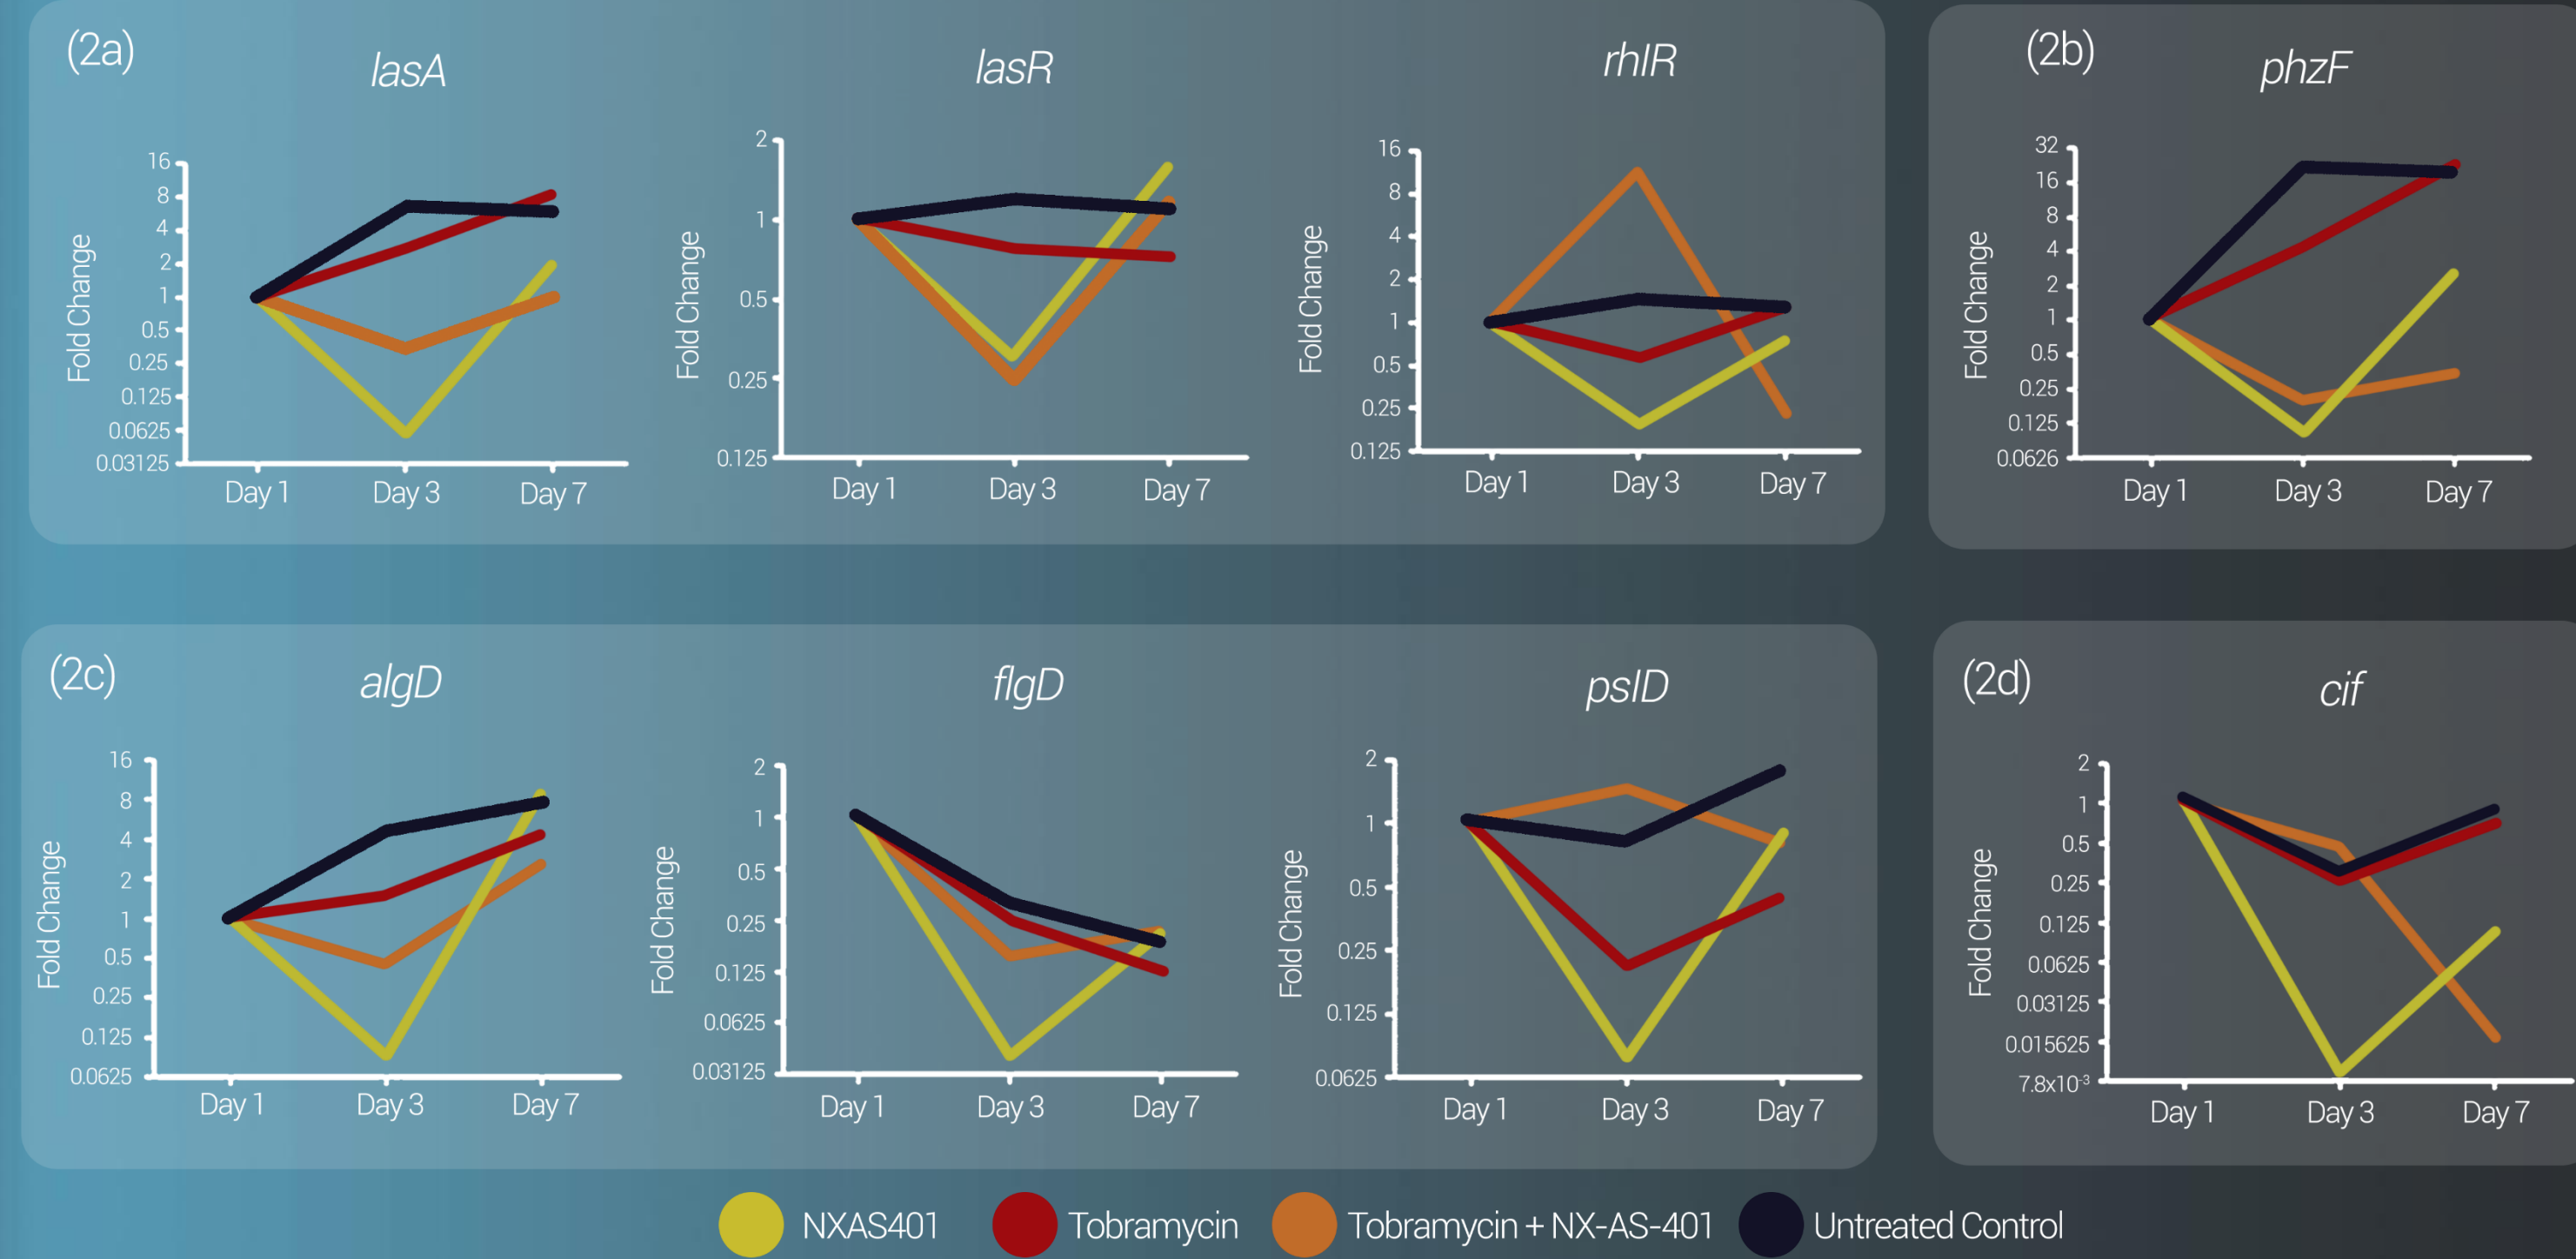 (2a)
lasA
lasR
rhlR
(2b)
phzF
Fold Change
16
8
4
2
1
0.5
0.25
0.125
0.0625
0.03125
Day 1
Day 3
Day 7
Fold Change
2
1
0.5
0.25
0.125
Day 1
Day 3
Day 7
Fold Change
16
8
4
2
1
0.5
0.25
0.125
Day 1
Day 3
Day 7
Fold Change
32
16
8
4
2
1
0.5
0.25
0.125
0.0626
Day 1
Day 3
Day 7
(2c)
algD
flgD
pslD
(2d)
cif
Fold Change
16
8
4
2
1
0.5
0.25
0.125
0.0625
Day 1
Day 3
Day 7
Fold Change
2
1
0.5
0.25
0.125
0.0625
0.03125
Day 1
Day 3
Day 7
Fold Change
2
1
0.5
0.25
0.125
0.0625
Day 1
Day 3
Day 7
Fold Change
2
1
0.5
0.25
0.125
0.0625
0.03125
0.015625
7.8x10⁻³
Day 1
Day 3
Day 7
NXAS401
Tobramycin
Tobramycin + NX-AS-401
Untreated Control